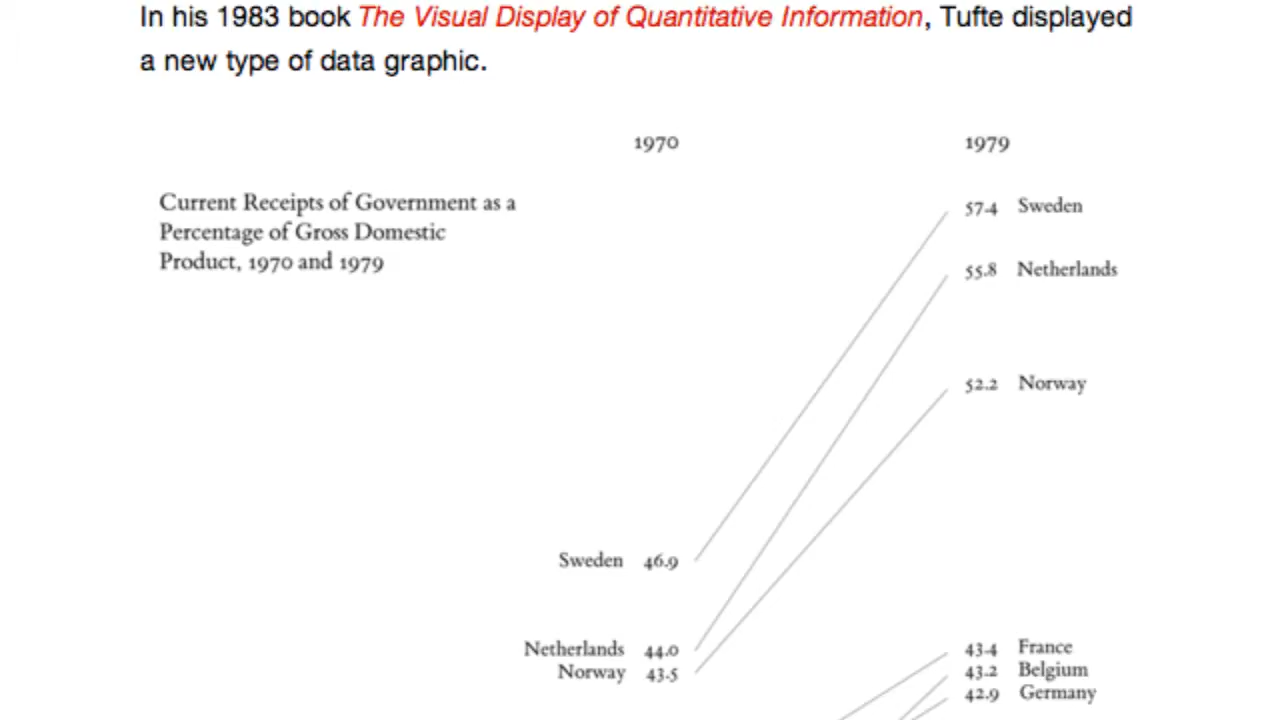 In his 1983 book The Visual Display of Quantitative Information, Tufte displayed
a new type of data graphic.
1970 1979
Current Receipts of Government as a
Percentage of Gross Domestic
Product, 1970 and 1979
57.4 Sweden
55.8 Netherlands
52.2 Norway
Sweden 46.9
Netherlands 44.0
Norway 43.5
43.4 France
43.2 Belgium
42.9 Germany